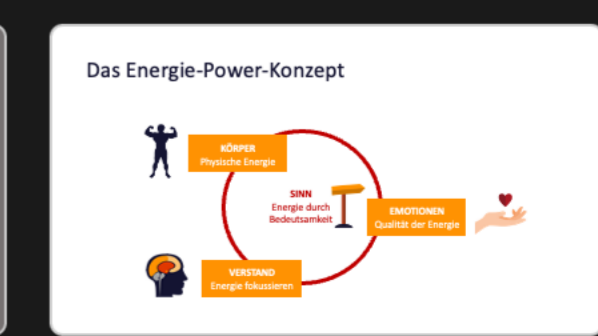 Das Energie-Power-Konzept
KÖRPER
Physische Energie
SINN
Energie durch
Bedeutsamkeit
EMOTIONEN
Qualität der Energie
VERSTAND
Energie fokussieren